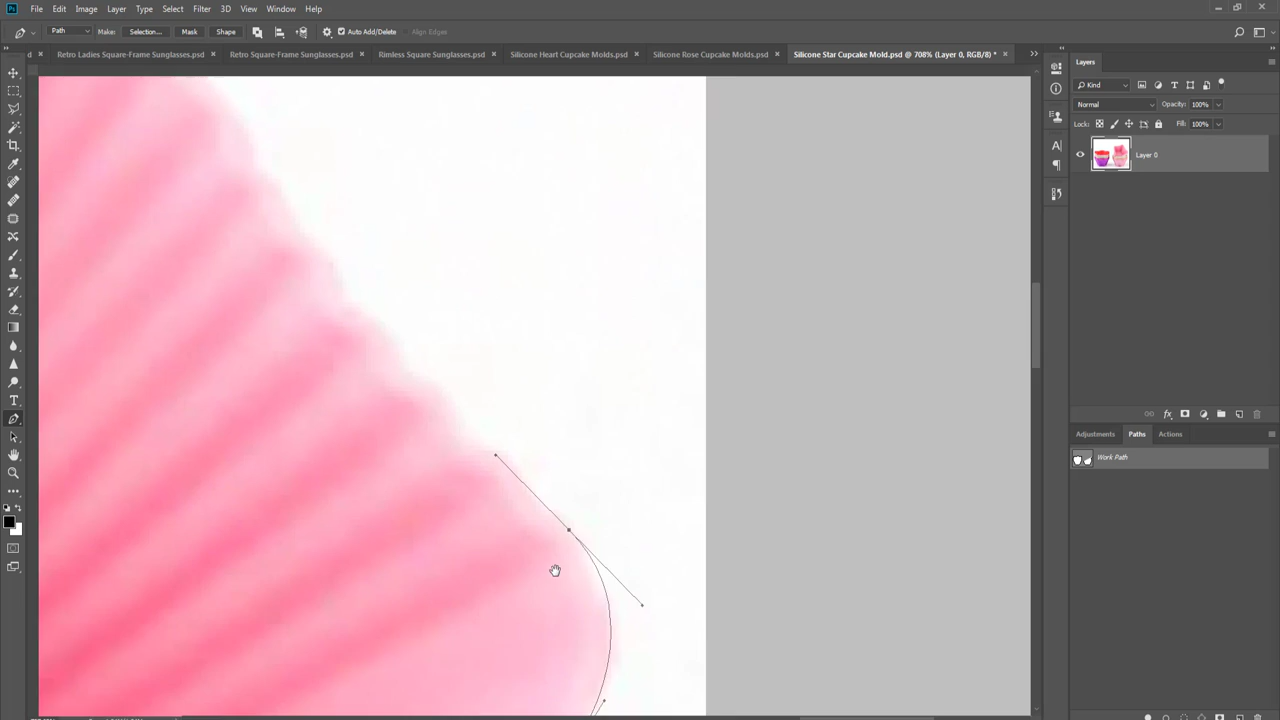 Ps File Edit Image Layer Type Select Filter 3D View Window Help
Path Make: Selection... Mask Shape Auto Add/Delete Align Edges
Retro Ladies Square-Frame Sunglasses.psd × Retro Square-Frame Sunglasses.psd × Rimless Square Sunglasses.psd × Silicone Heart Cupcake Molds.psd × Silicone Rose Cupcake Molds.psd × Silicone Star Cupcake Mold.psd @ 708% (Layer 0, RGB/8) * ×
Layers
Kind
Normal Opacity: 100%
Lock: Fill: 100%
Layer 0
Adjustments Paths Actions
Work Path